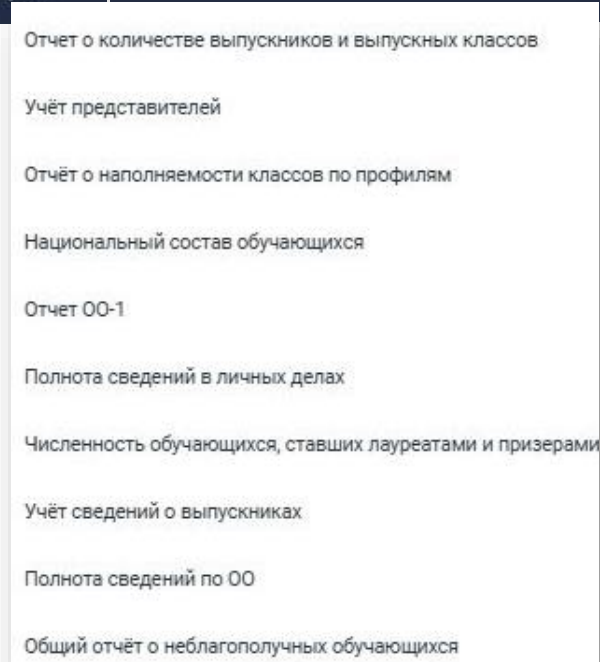 Отчет о количестве выпускников и выпускных классов
Учёт представителей
Отчёт о наполняемости классов по профилям
Национальный состав обучающихся
Отчет ОО-1
Полнота сведений в личных делах
Численность обучающихся, ставших лауреатами и призерами
Учёт сведений о выпускниках
Полнота сведений по ОО
Общий отчёт о неблагополучных обучающихся